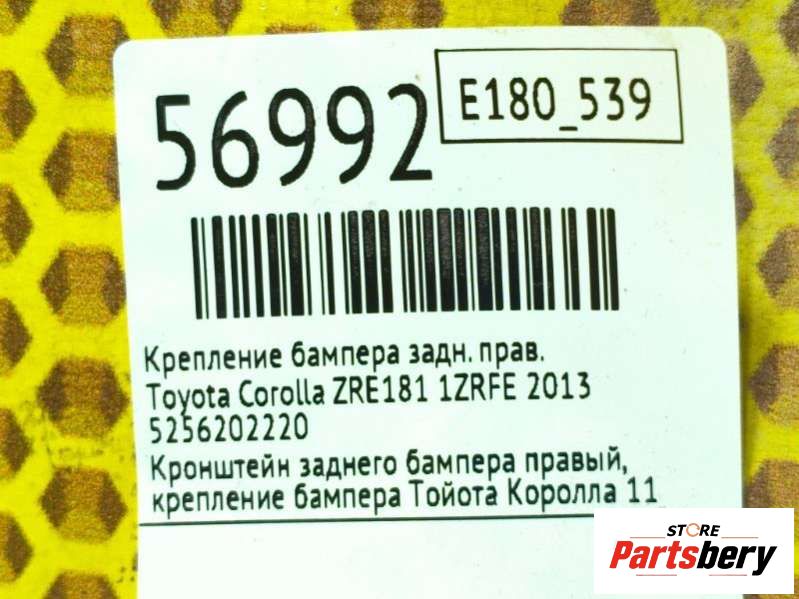 56992
E180_539
Крепление бампера задн. прав.
Toyota Corolla ZRE181 1ZRFE 2013
5256202220
Кронштейн заднего бампера правый,
крепление бампера Тойота Королла 11
STORE
Partsbery